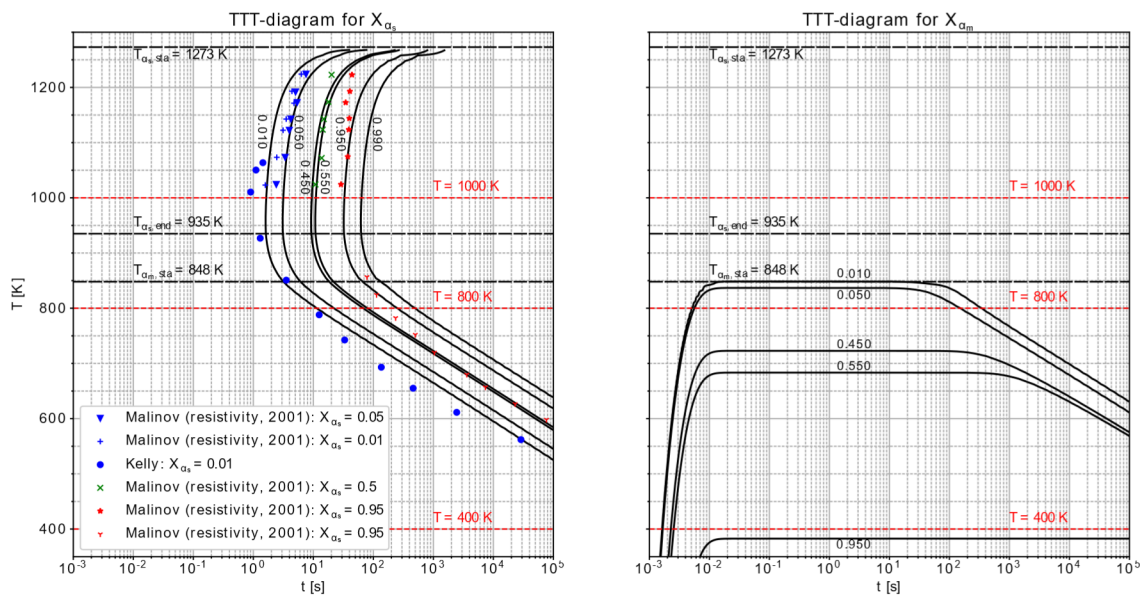 TTT-diagram for Xαs
Tαs,sta = 1273 K
0.010
0.050
0.450
0.550
0.950
0.990
T = 1000 K
Tαs,end = 935 K
Tαm,sta = 848 K
T = 800 K
T = 400 K
Malinov (resistivity, 2001): Xαs = 0.05
Malinov (resistivity, 2001): Xαs = 0.01
Kelly: Xαs = 0.01
Malinov (resistivity, 2001): Xαs = 0.5
Malinov (resistivity, 2001): Xαs = 0.95
Malinov (resistivity, 2001): Xαs = 0.95
1200
1000
800
600
400
T [K]
10⁻³ 10⁻² 10⁻¹ 10⁰ 10¹ 10² 10³ 10⁴ 10⁵
t [s]
TTT-diagram for Xαm
Tαs,sta = 1273 K
T = 1000 K
Tαs,end = 935 K
Tαm,sta = 848 K
0.010
0.050
T = 800 K
0.450
0.550
T = 400 K
0.950
10⁻³ 10⁻² 10⁻¹ 10⁰ 10¹ 10² 10³ 10⁴ 10⁵
t [s]